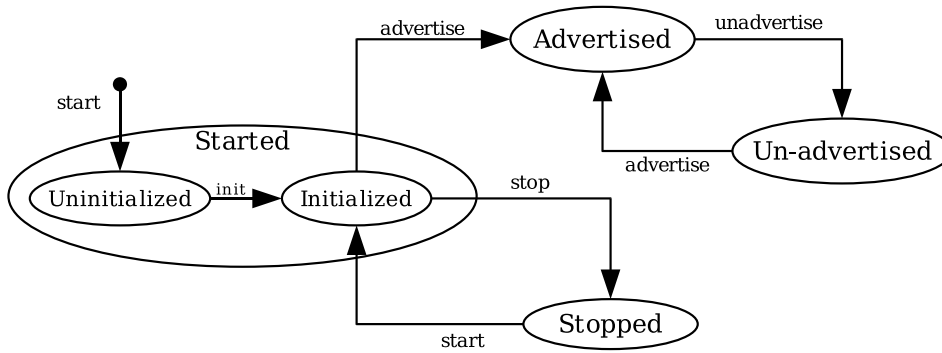 advertise
Advertised
unadvertise
start
Started
Un-advertised
advertise
Uninitialized
init
Initialized
stop
Stopped
start